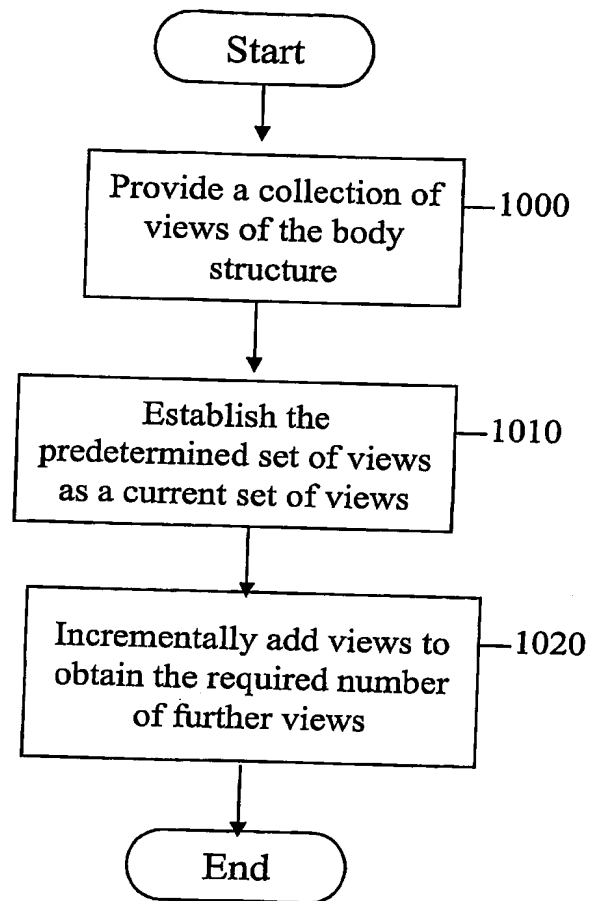 Start
Provide a collection of
views of the body
structure
1000
Establish the
predetermined set of views
as a current set of views
1010
Incrementally add views to
obtain the required number
of further views
1020
End